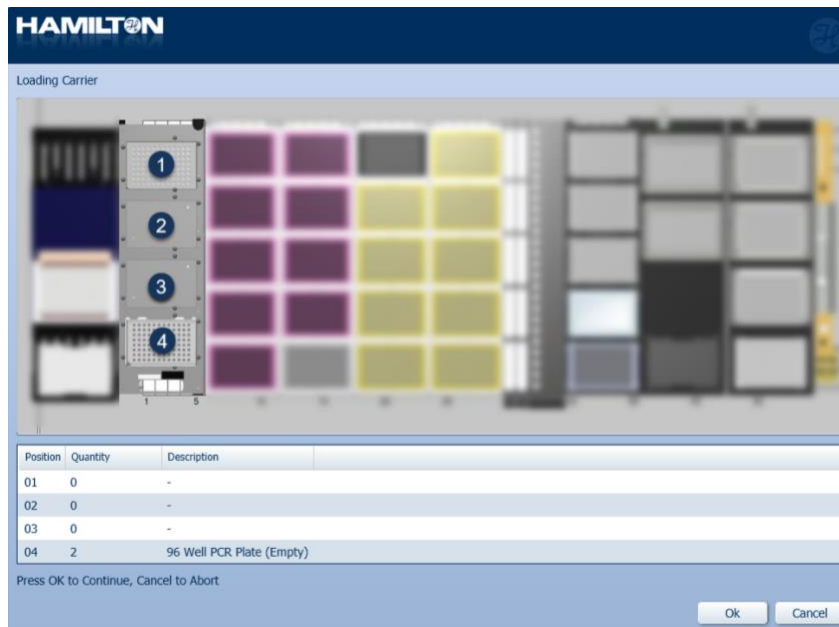 HAMILTON
Loading Carrier
1
2
3
4
1 5
Position Quantity Description
01 0 -
02 0 -
03 0 -
04 2 96 Well PCR Plate (Empty)
Press OK to Continue, Cancel to Abort
Ok Cancel